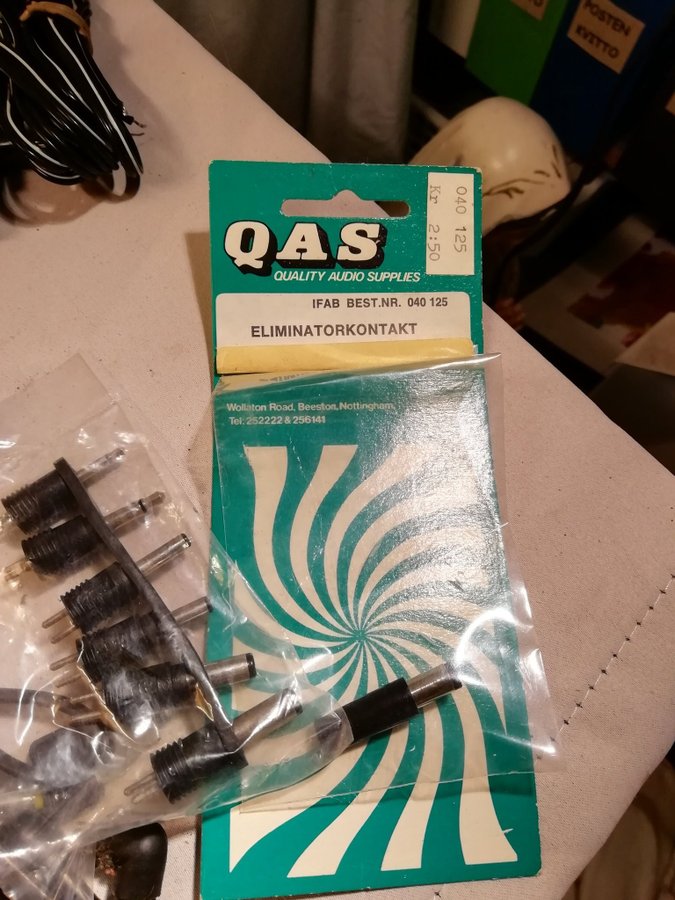 POSTEN
KVITTO
040 125
Kr 2:50
QAS
QUALITY AUDIO SUPPLIES
IFAB BEST.NR. 040 125
ELIMINATORKONTAKT
Wollaton Road, Beeston, Nottingham,
Tel: 252222 & 256141